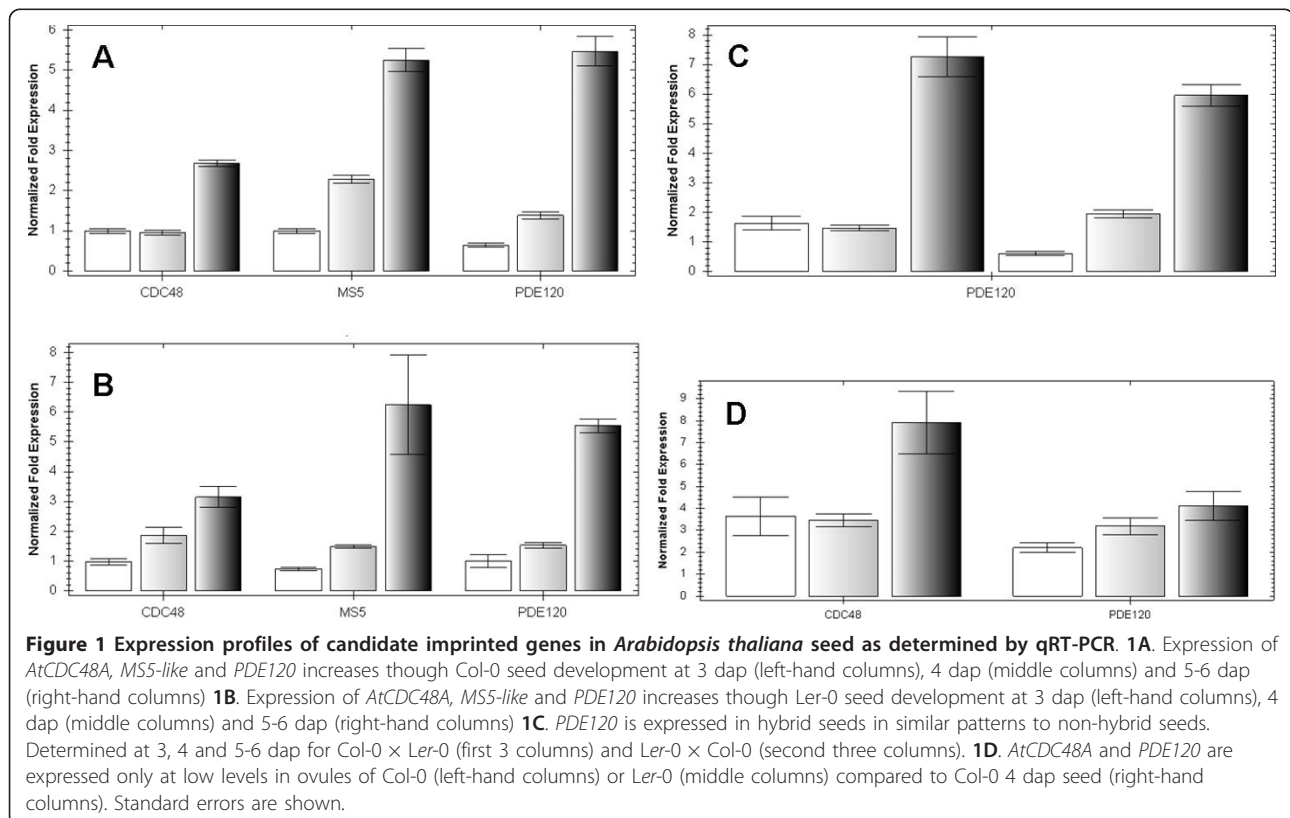 A
Normalized Fold Expression
6
5
4
3
2
1
0
CDC48 MS5 PDE120
C
Normalized Fold Expression
8
7
6
5
4
3
2
1
0
PDE120
B
Normalized Fold Expression
8
7
6
5
4
3
2
1
0
CDC48 MS5 PDE120
D
Normalized Fold Expression
9
8
7
6
5
4
3
2
1
0
CDC48 PDE120
Figure 1 Expression profiles of candidate imprinted genes in Arabidopsis thaliana seed as determined by qRT-PCR. 1A. Expression of
AtCDC48A, MS5-like and PDE120 increases though Col-0 seed development at 3 dap (left-hand columns), 4 dap (middle columns) and 5-6 dap
(right-hand columns) 1B. Expression of AtCDC48A, MS5-like and PDE120 increases though Ler-0 seed development at 3 dap (left-hand columns), 4
dap (middle columns) and 5-6 dap (right-hand columns) 1C. PDE120 is expressed in hybrid seeds in similar patterns to non-hybrid seeds.
Determined at 3, 4 and 5-6 dap for Col-0 × Ler-0 (first 3 columns) and Ler-0 × Col-0 (second three columns). 1D. AtCDC48A and PDE120 are
expressed only at low levels in ovules of Col-0 (left-hand columns) or Ler-0 (middle columns) compared to Col-0 4 dap seed (right-hand
columns). Standard errors are shown.